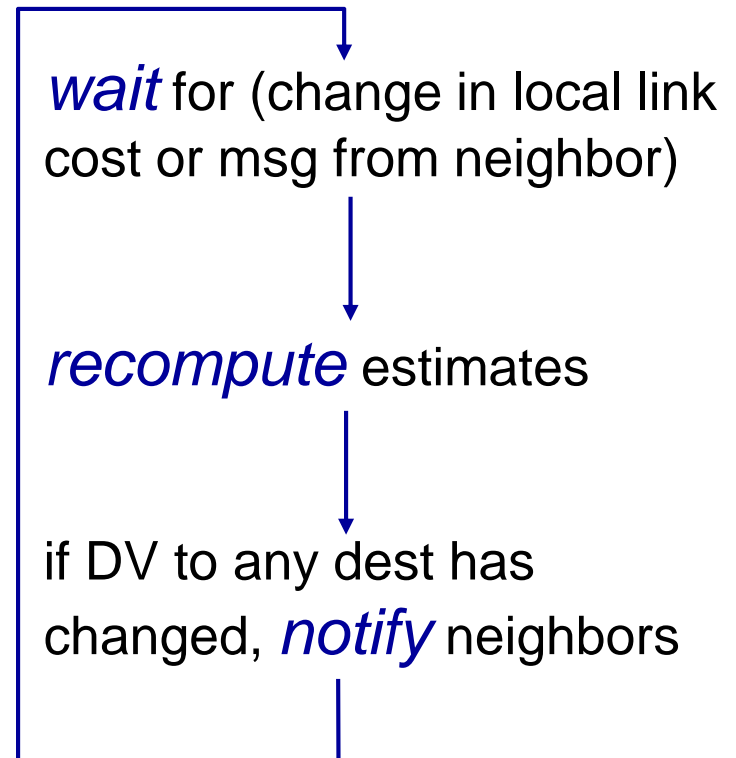 wait for (change in local link
cost or msg from neighbor)
recompute estimates
if DV to any dest has
changed, notify neighbors